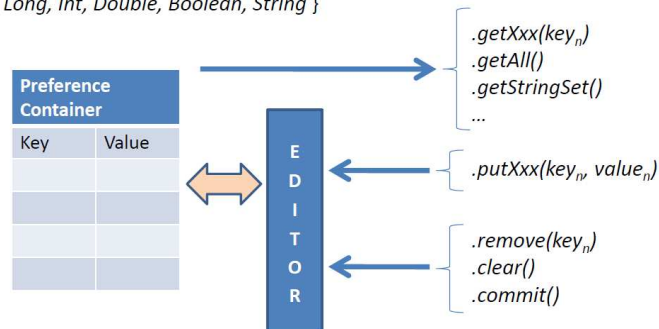 Long, Int, Double, Boolean, String }
.getXxx(keyₙ)
.getAll()
.getStringSet()
...
Preference
Container
Key Value
EDITOR
.putXxx(keyₙ, valueₙ)
.remove(keyₙ)
.clear()
.commit()